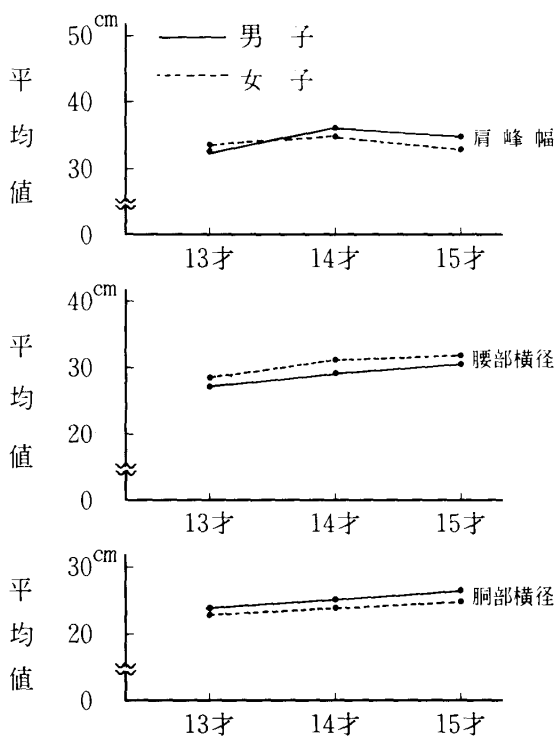 50cm
男子
女子
40
30
0
平均値
肩峰幅
13才 14才 15才
40cm
30
20
0
平均値
腰部横径
13才 14才 15才
30cm
20
0
平均値
胴部横径
13才 14才 15才